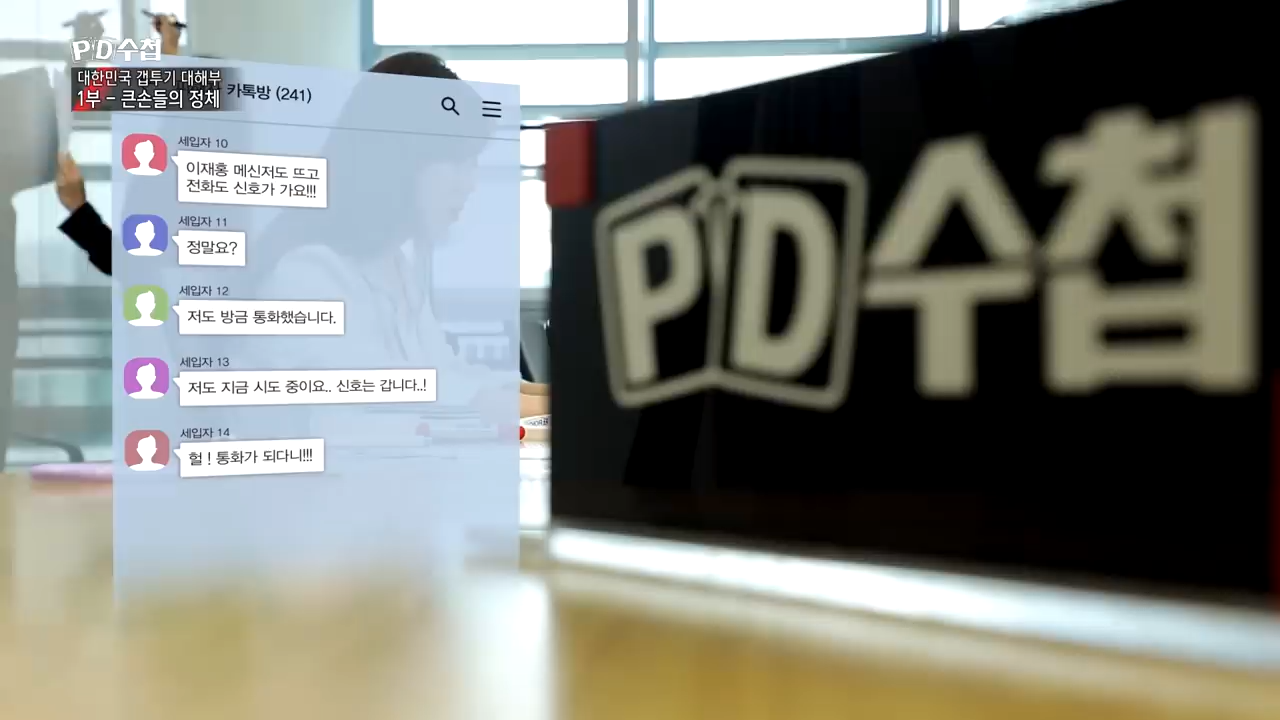 PD수첩
대한민국 갭투기 대해부
1부 - 큰손들의 정체
카톡방 (241)
세입자 10
이재홍 메신저도 뜨고
전화도 신호가 가요!!!
세입자 11
정말요?
세입자 12
저도 방금 통화했습니다.
세입자 13
저도 지금 시도 중이요.. 신호는 갑니다..!
세입자 14
헐 ! 통화가 되다니!!!
PD수첩